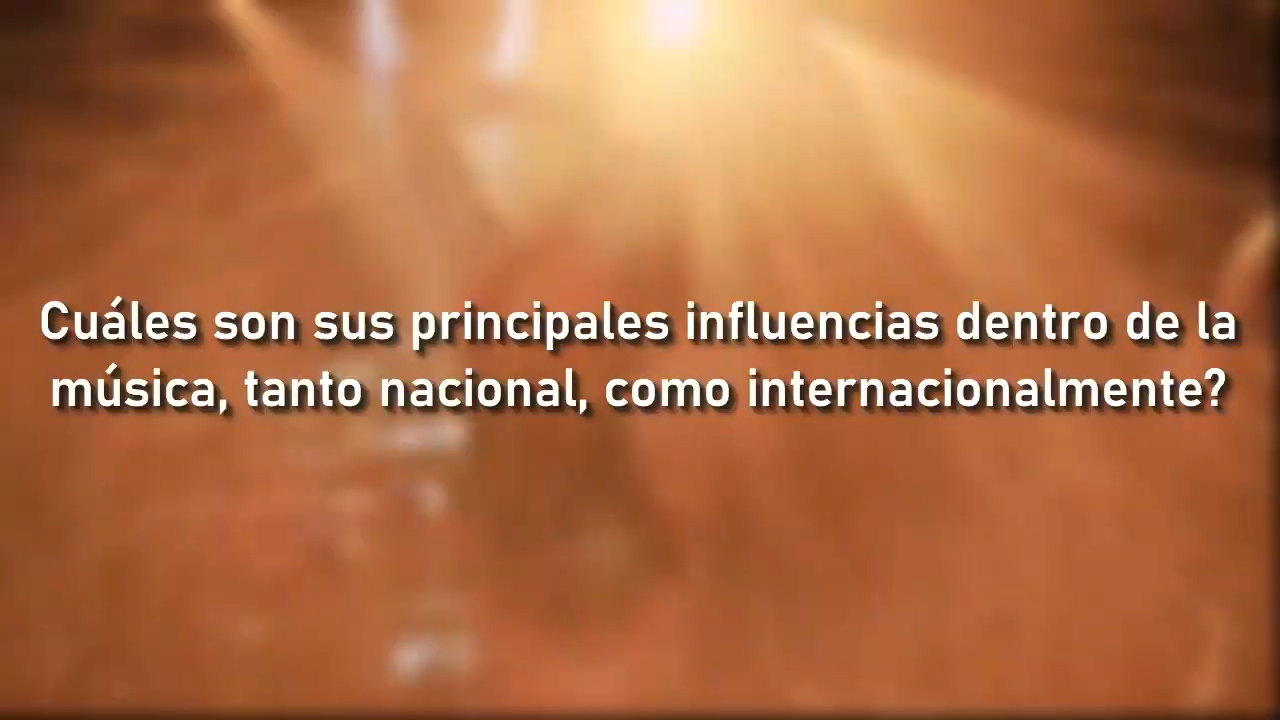 Cuáles son sus principales influencias dentro de la
música, tanto nacional, como internacionalmente?